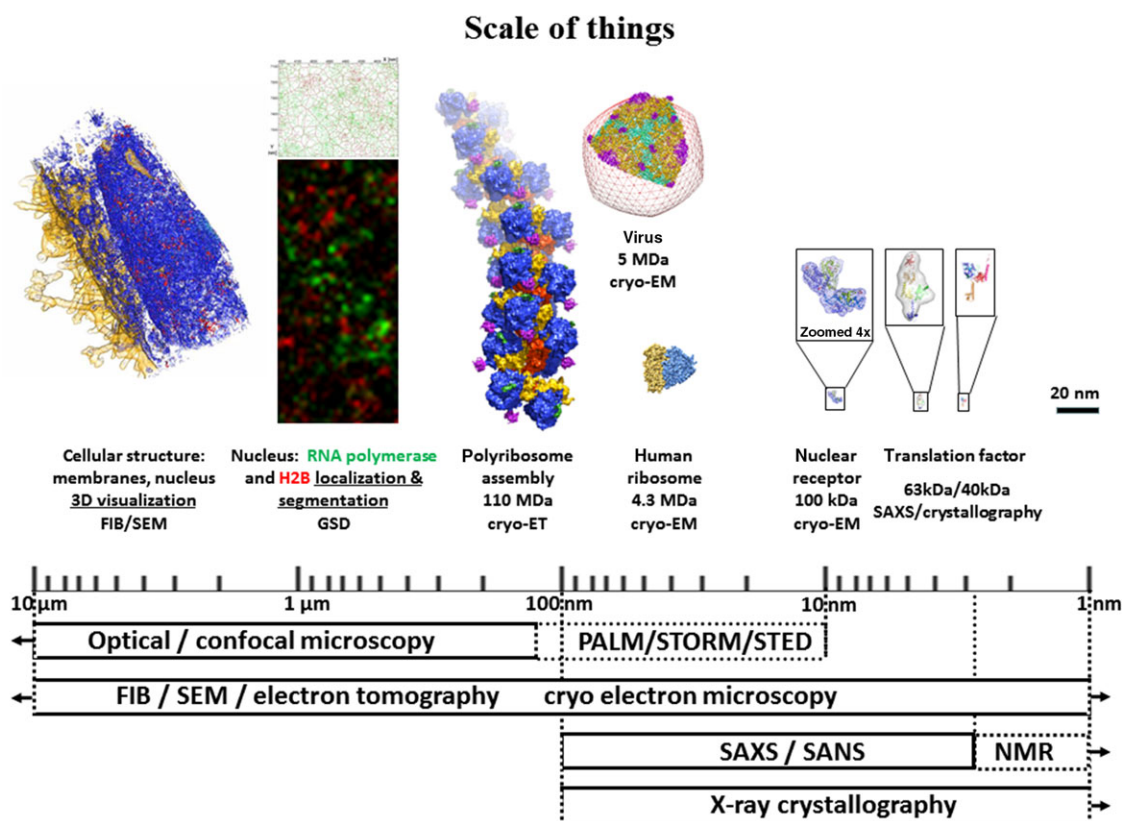 Scale of things
Virus
5 MDa
cryo-EM
Zoomed 4x
20 nm
Cellular structure:
membranes, nucleus
3D visualization
FIB/SEM
Nucleus: RNA polymerase
and H2B localization &
segmentation
GSD
Polyribosome
assembly
110 MDa
cryo-ET
Human
ribosome
4.3 MDa
cryo-EM
Nuclear
receptor
100 kDa
cryo-EM
Translation factor
63kDa/40kDa
SAXS/crystallography
10 µm 1 µm 100 nm 10 nm 1 nm
Optical / confocal microscopy PALM/STORM/STED
FIB / SEM / electron tomography cryo electron microscopy
SAXS / SANS NMR
X-ray crystallography